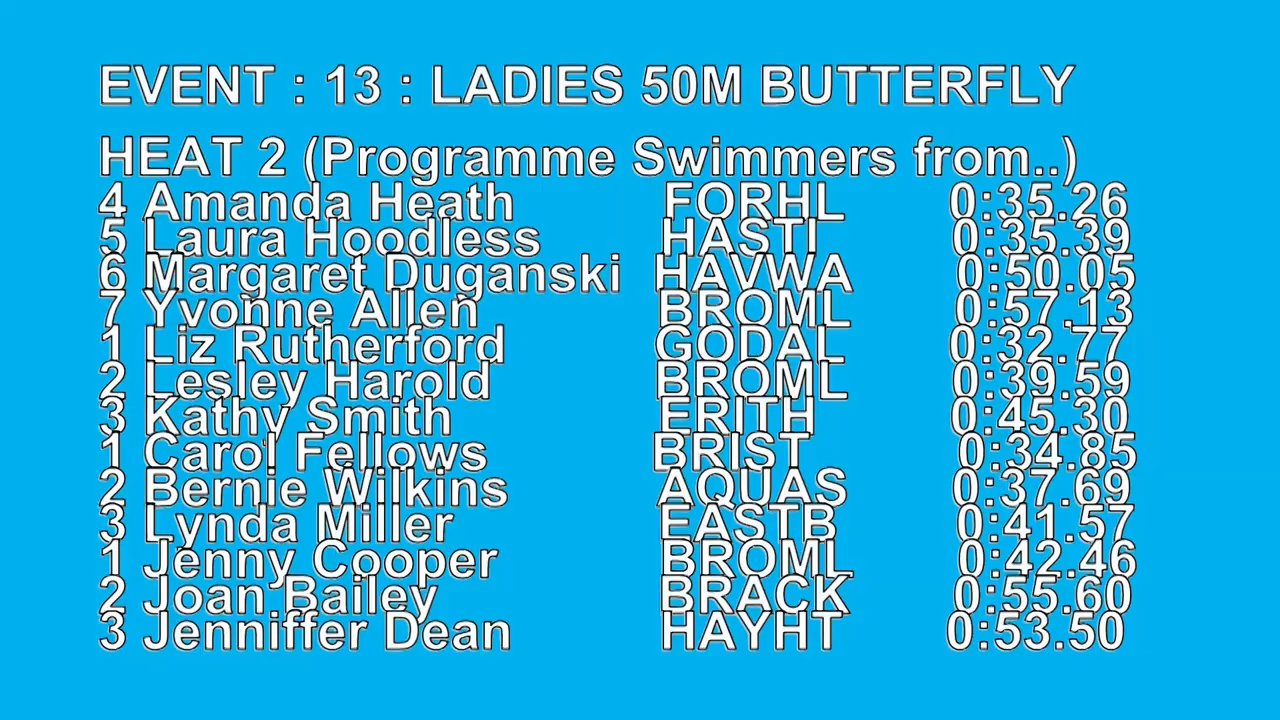 EVENT : 13 : LADIES 50M BUTTERFLY
HEAT 2 (Programme Swimmers from..)
4 Amanda Heath FORHL 0:35.26
5 Laura Hoodless HASTI 0:35.39
6 Margaret Duganski HAVWA 0:50.05
7 Yvonne Allen BROML 0:57.13
1 Liz Rutherford GODAL 0:32.77
2 Lesley Harold BROML 0:39.59
3 Kathy Smith ERITH 0:45.30
1 Carol Fellows BRIST 0:34.85
2 Bernie Wilkins AQUAS 0:37.69
3 Lynda Miller EASTB 0:41.57
1 Jenny Cooper BROML 0:42.46
2 Joan Bailey BRACK 0:55.60
3 Jenniffer Dean HAYHT 0:53.50